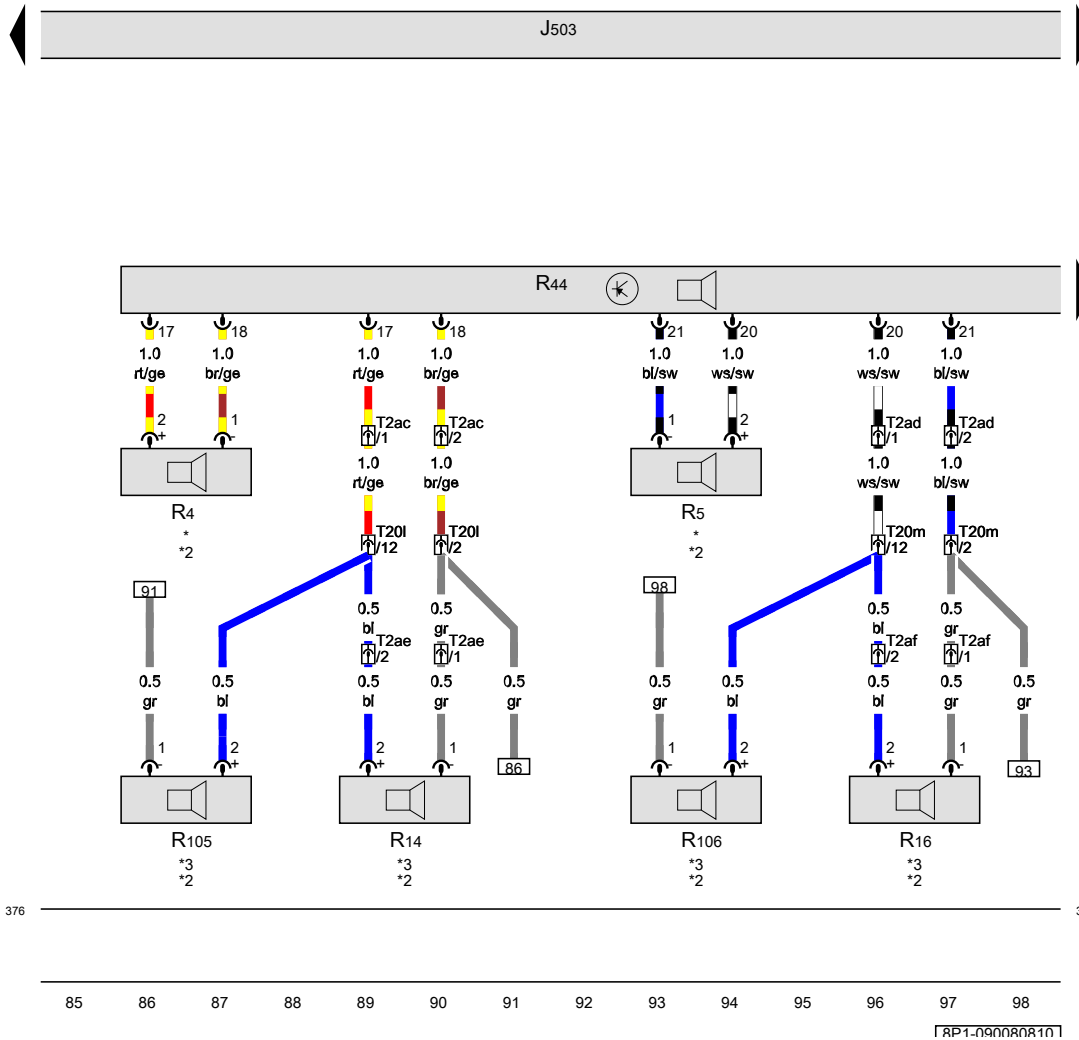 J503
R44
17 18 17 18 21 20 20 21
1.0 1.0 1.0 1.0 1.0 1.0 1.0 1.0
rt/ge br/ge rt/ge br/ge bl/sw ws/sw ws/sw bl/sw
2 1 T2ac T2ac 1 2 T2ad T2ad
+ - /1 /2 - + /1 /2
1.0 1.0 1.0 1.0
rt/ge br/ge ws/sw bl/sw
R4 R5
* *
*2 *2
T20l T20l T20m T20m
/12 /2 /12 /2
91 98
0.5 0.5 0.5 0.5
bl gr bl gr
T2ae T2ae T2af T2af
/2 /1 /2 /1
0.5 0.5 0.5 0.5 0.5 0.5 0.5 0.5 0.5 0.5
gr bl bl gr gr gr bl bl gr gr
1 2 2 1 1 2 2 1
- + + - - + + -
86 93
R105 R14 R106 R16
*3 *3 *3 *3
*2 *2 *2 *2
376 3
85 86 87 88 89 90 91 92 93 94 95 96 97 98
8P1-090080810